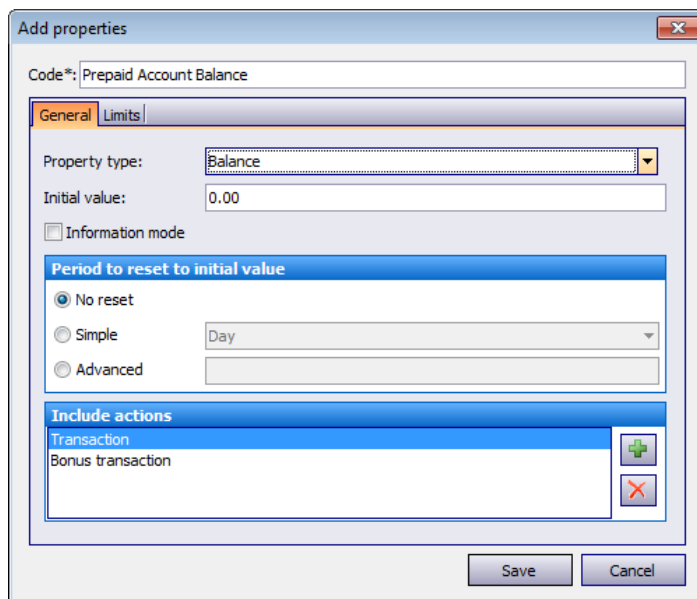 Add properties
Code*: Prepaid Account Balance
General Limits
Property type: Balance
Initial value: 0.00
Information mode
Period to reset to initial value
No reset
Simple Day
Advanced
Include actions
Transaction
Bonus transaction
Save Cancel